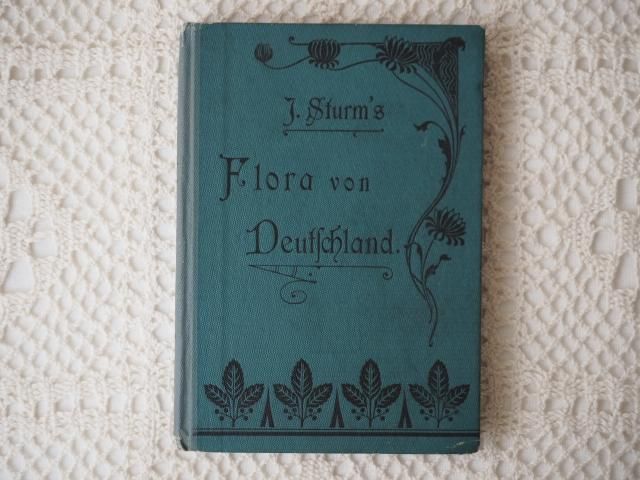 J. Sturm's
Flora von
Deutſchland.